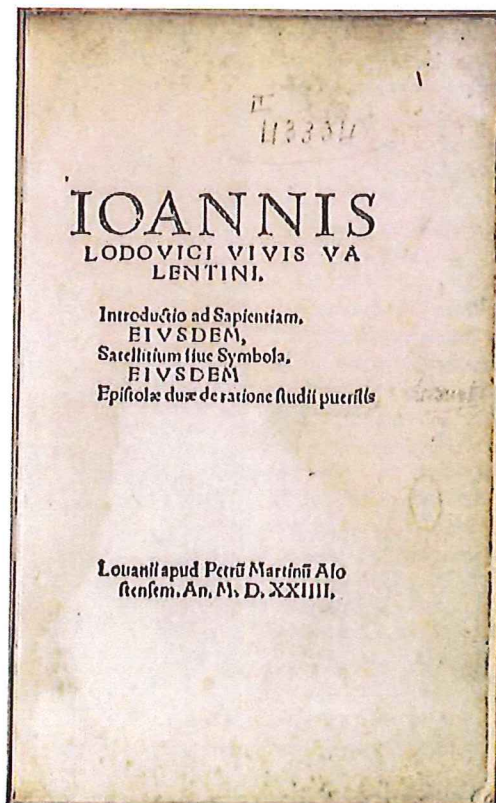 IOANNIS
LODOVICI VIVIS VA
LENTINI.
Introductio ad Sapientiam.
EIVSDEM,
Satellitium siue Symbola.
EIVSDEM
Epistolæ duæ de ratione studii puerilis
Louanii apud Petrū Martinū Alo
stensem. An. M. D. XXIIII.